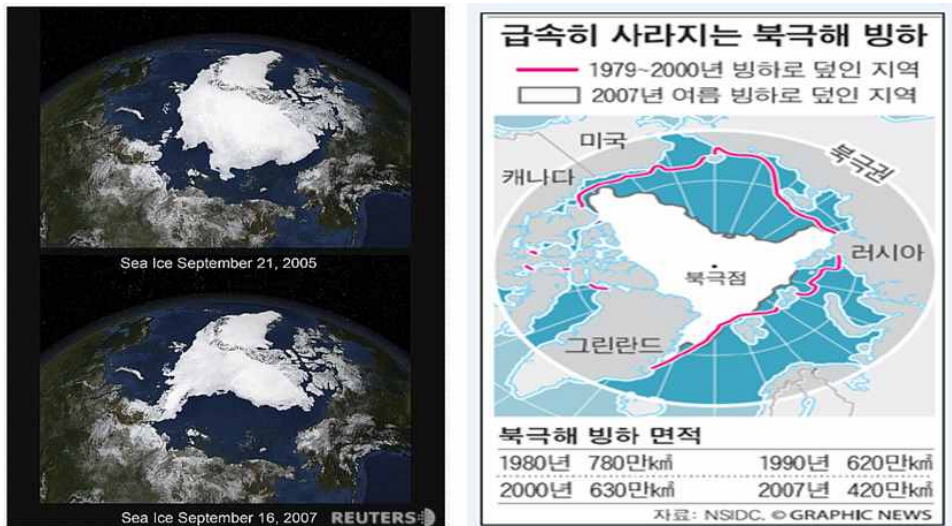 Sea Ice September 21, 2005
Sea Ice September 16, 2007 REUTERS
급속히 사라지는 북극해 빙하
1979~2000년 빙하로 덮인 지역
2007년 여름 빙하로 덮인 지역
미국
북극권
캐나다
러시아
북극점
그린란드
북극해 빙하 면적
1980년 780만㎢ 1990년 620만㎢
2000년 630만㎢ 2007년 420만㎢
자료: NSIDC, © GRAPHIC NEWS